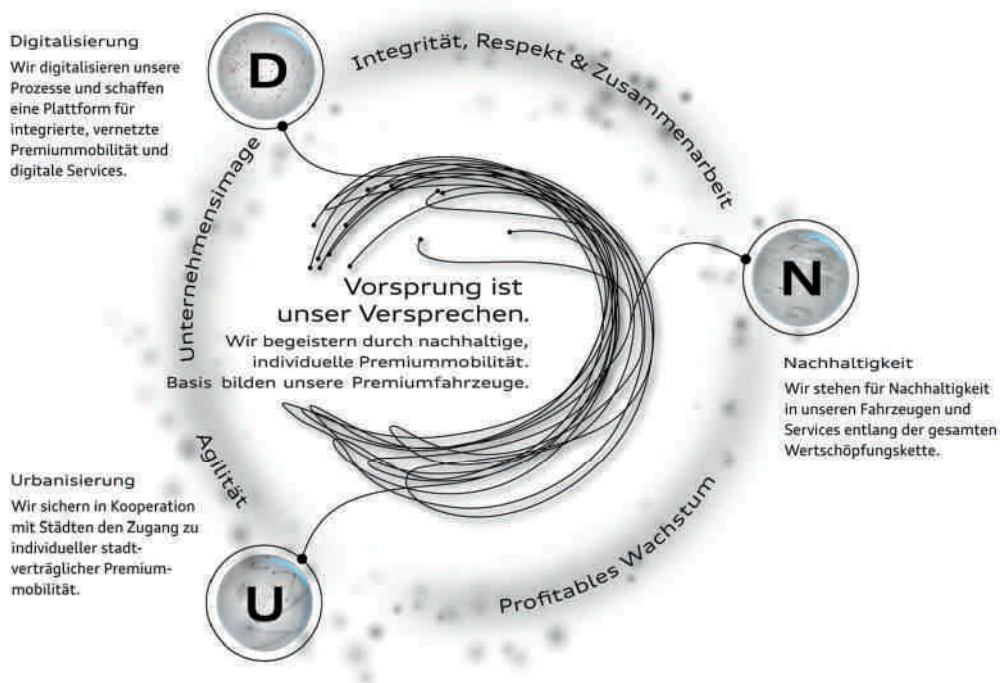 Digitalisierung
Wir digitalisieren unsere
Prozesse und schaffen
eine Plattform für
integrierte, vernetzte
Premiummobilität und
digitale Services.
D
Integrität, Respekt & Zusammenarbeit
Unternehmensimage
N
Vorsprung ist
unser Versprechen.
Wir begeistern durch nachhaltige,
individuelle Premiummobilität.
Basis bilden unsere Premiumfahrzeuge.
Nachhaltigkeit
Wir stehen für Nachhaltigkeit
in unseren Fahrzeugen und
Services entlang der gesamten
Wertschöpfungskette.
Agilität
Urbanisierung
Wir sichern in Kooperation
mit Städten den Zugang zu
individueller stadt-
verträglicher Premium-
mobilität.
U
Profitables Wachstum